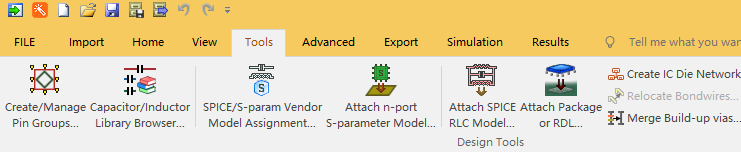 FILE Import Home View Tools Advanced Export Simulation Results Tell me what you wan
Create/Manage Pin Groups...
Capacitor/Inductor Library Browser...
SPICE/S-param Vendor Model Assignment...
Attach n-port S-parameter Model...
Attach SPICE RLC Model...
Attach Package or RDL...
Create IC Die Network
Relocate Bondwires...
Merge Build-up vias...
Design Tools